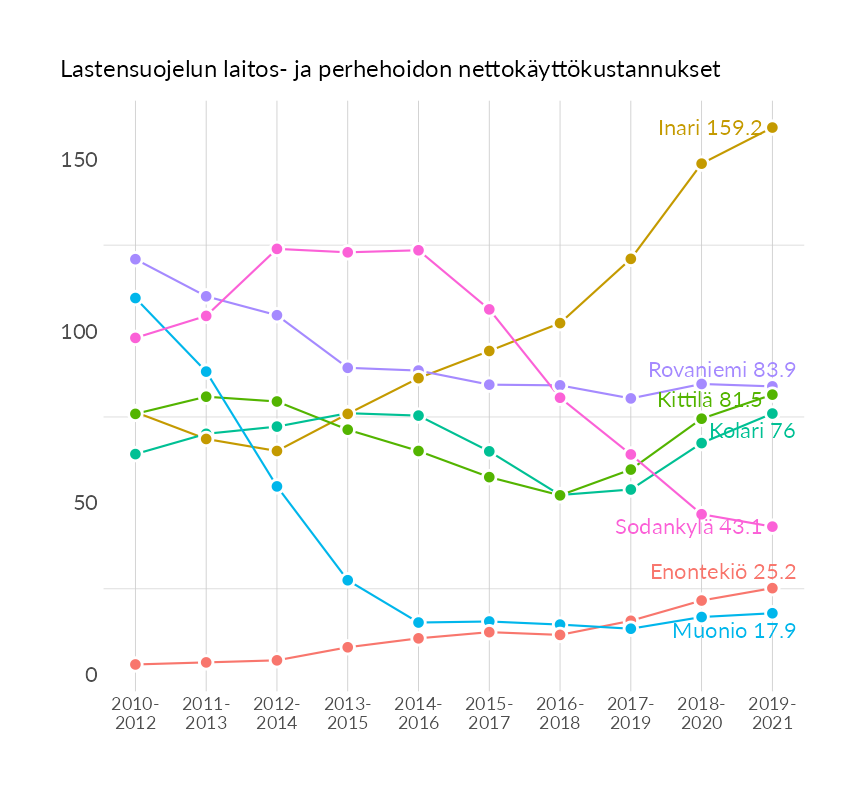 Lastensuojelun laitos- ja perhehoidon nettokäyttökustannukset
Inari 159.2
150
100
Rovaniemi 83.9
Kittilä 81.5
Kolari 76
50
Sodankylä 43.1
Enontekiö 25.2
Muonio 17.9
0
2010- 2011- 2012- 2013- 2014- 2015- 2016- 2017- 2018- 2019-
2012 2013 2014 2015 2016 2017 2018 2019 2020 2021